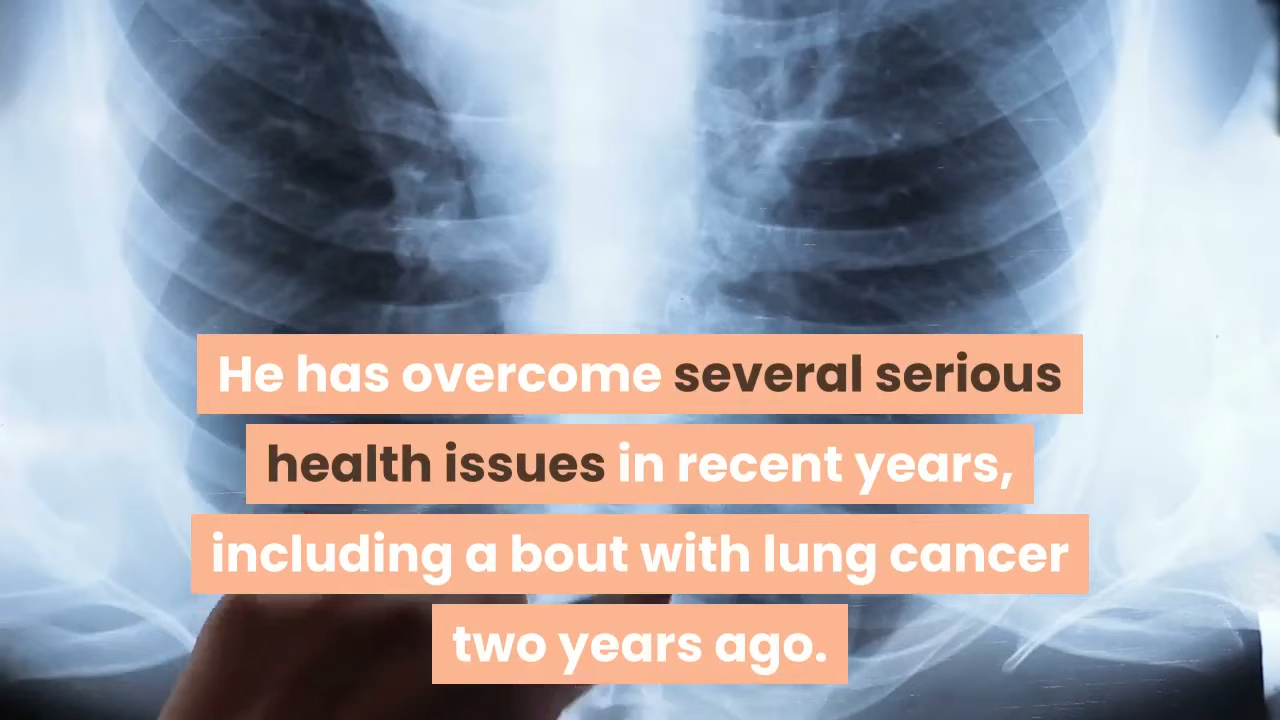 He has overcome several serious
health issues in recent years,
including a bout with lung cancer
two years ago.